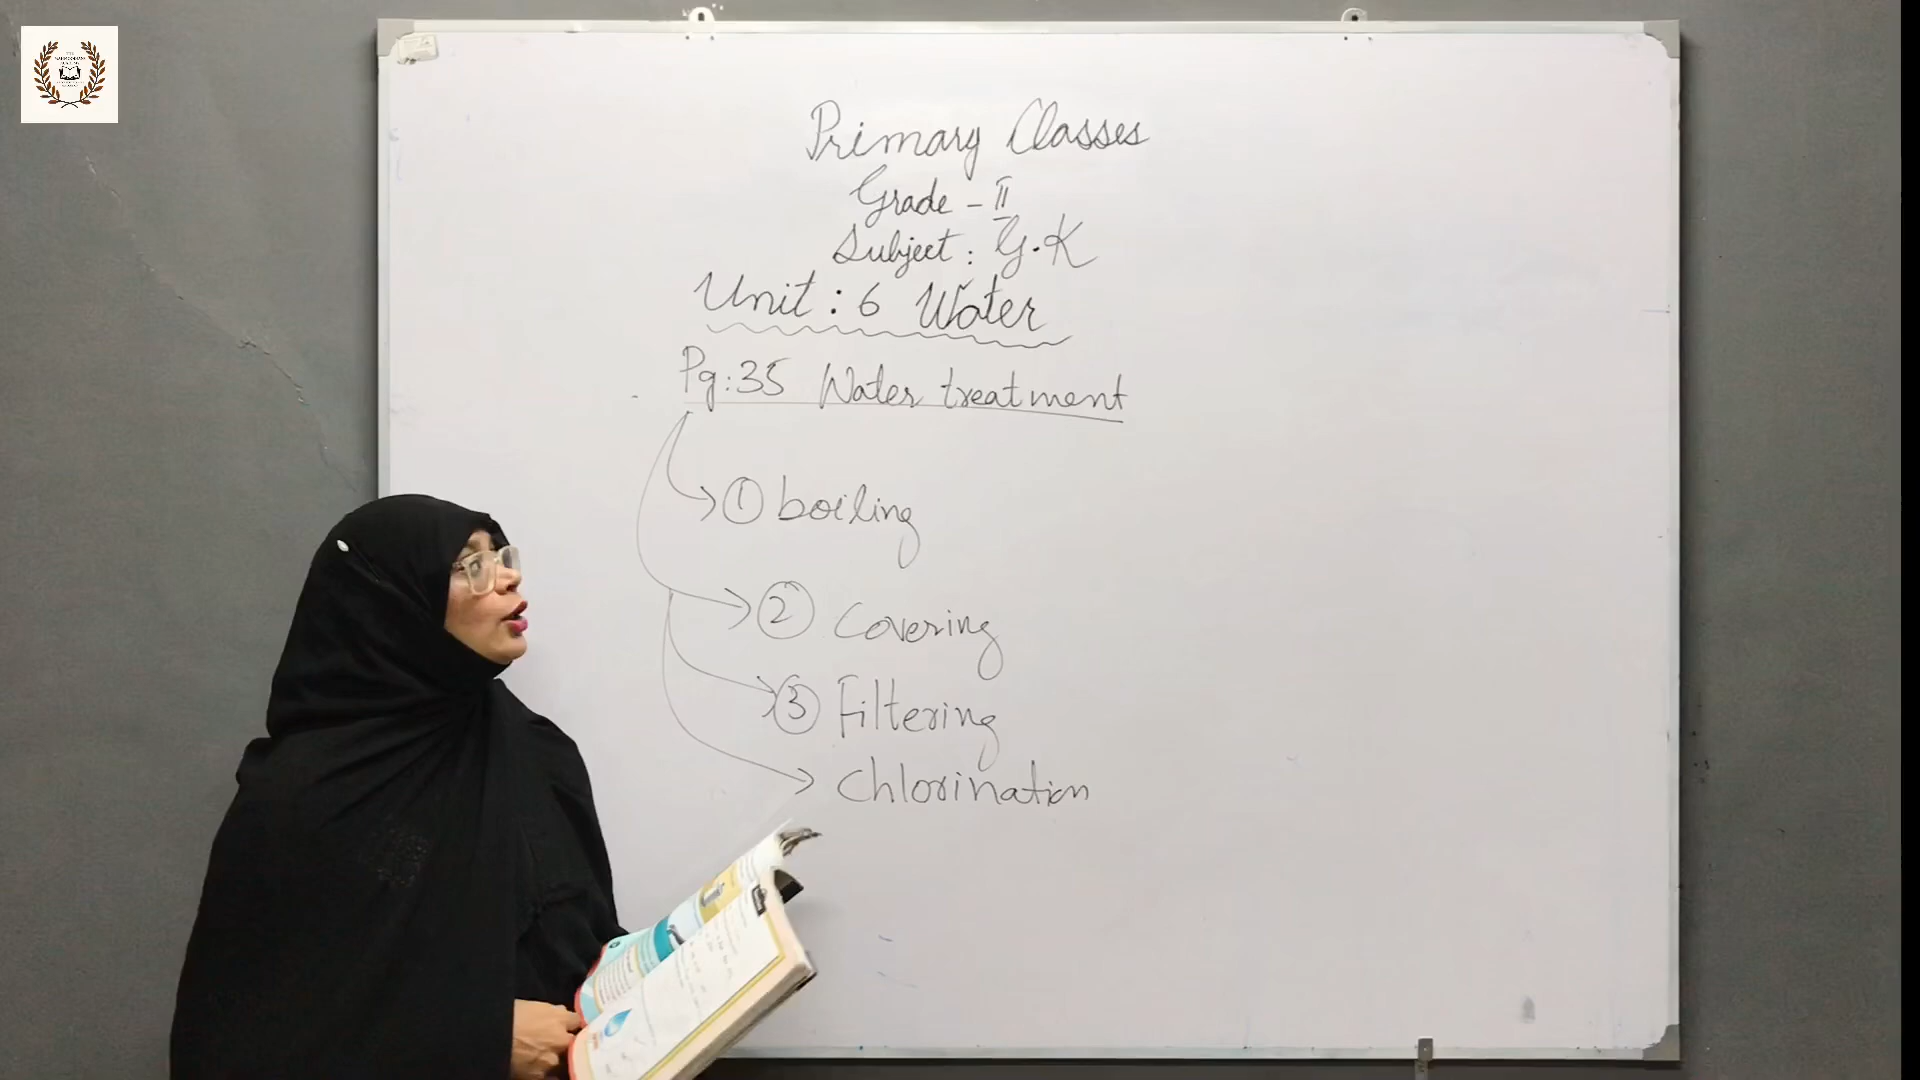 Primary Classes
Grade - II
Subject : G.K
Unit : 6 Water
Pg : 35 Water treatment
① boiling
② Covering
③ Filtering
Chlorination